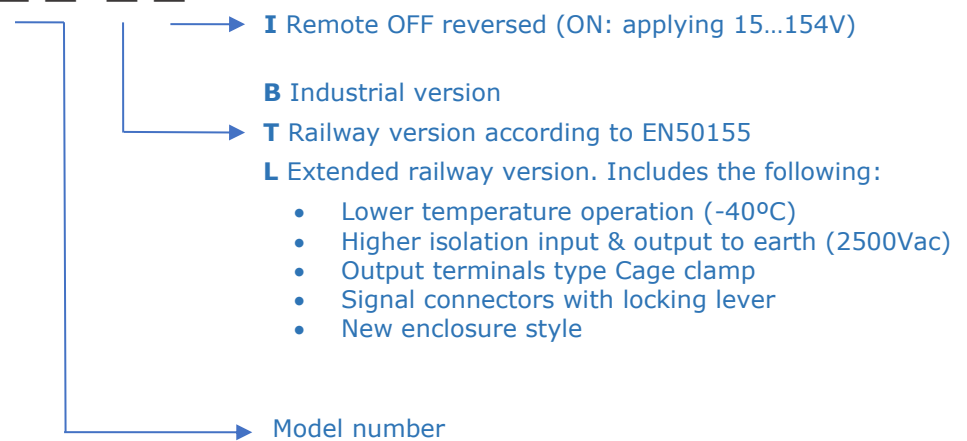 I Remote OFF reversed (ON: applying 15…154V)
B Industrial version
T Railway version according to EN50155
L Extended railway version. Includes the following:
• Lower temperature operation (-40ºC)
• Higher isolation input & output to earth (2500Vac)
• Output terminals type Cage clamp
• Signal connectors with locking lever
• New enclosure style
Model number